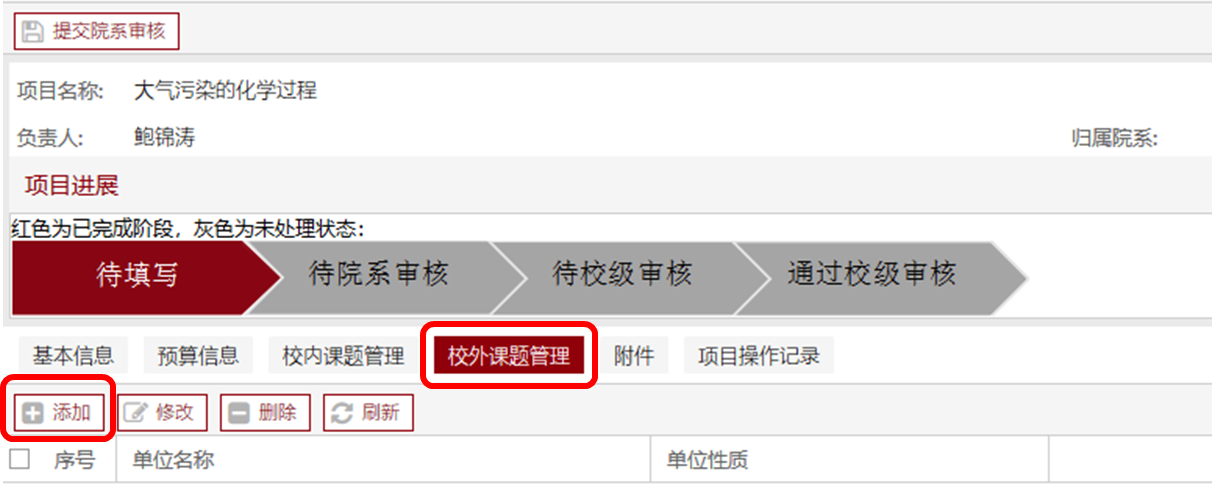 提交院系审核
项目名称: 大气污染的化学过程
负责人: 鲍锦涛 归属院系:
项目进展
红色为已完成阶段，灰色为未处理状态：
待填写 待院系审核 待校级审核 通过校级审核
基本信息 预算信息 校内课题管理 校外课题管理 附件 项目操作记录
添加 修改 删除 刷新
序号 单位名称 单位性质